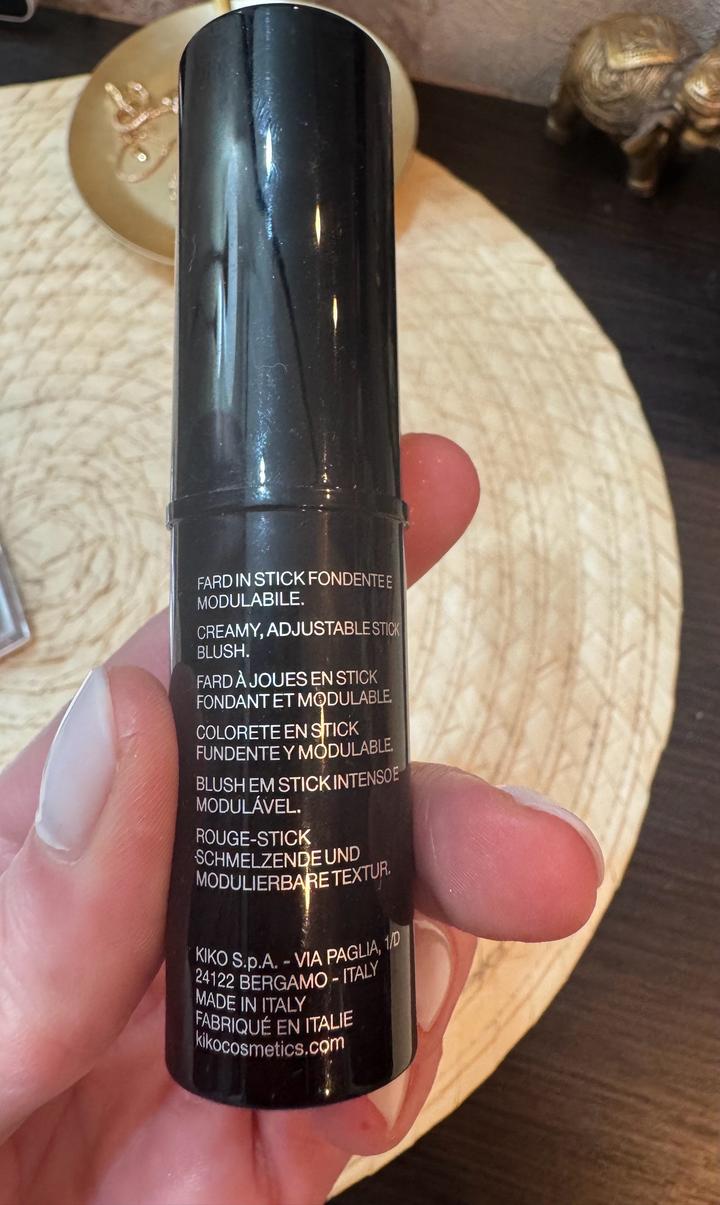 FARD IN STICK FONDENTE E
MODULABILE.
CREAMY, ADJUSTABLE STICK
BLUSH.
FARD À JOUES EN STICK
FONDANT ET MODULABLE.
COLORETE EN STICK
FUNDENTE Y MODULABLE.
BLUSH EM STICK INTENSO E
MODULÁVEL.
ROUGE-STICK
-SCHMELZENDE UND
MODULIERBARE TEXTUR.
KIKO S.p.A. - VIA PAGLIA, 1/D
24122 BERGAMO - ITALY
MADE IN ITALY
FABRIQUÉ EN ITALIE
kikocosmetics.com